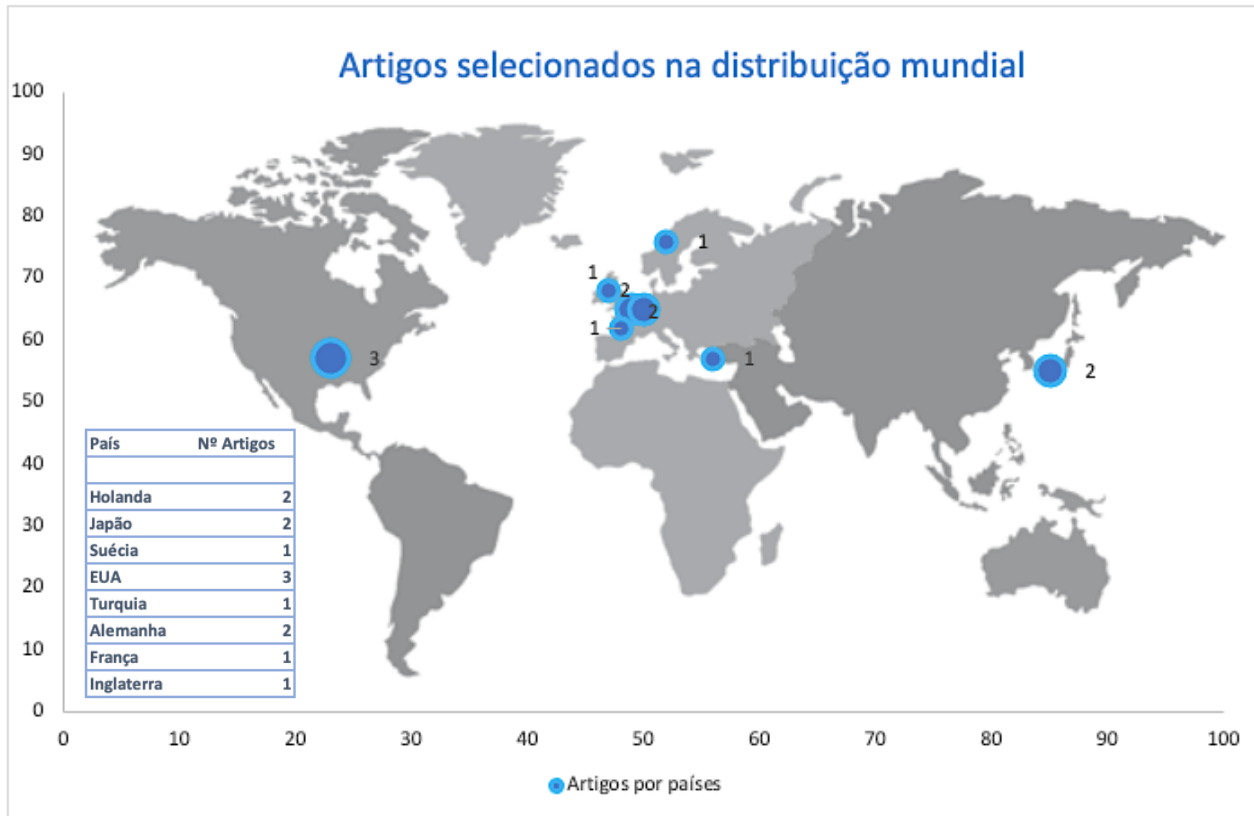 Artigos selecionados na distribuição mundial
100
90
80
70
60
50
40
30
20
10
0
1
1
2
2
1
3
1
2
País Nº Artigos
Holanda 2
Japão 2
Suécia 1
EUA 3
Turquia 1
Alemanha 2
França 1
Inglaterra 1
0 10 20 30 40 50 60 70 80 90 100
Artigos por países